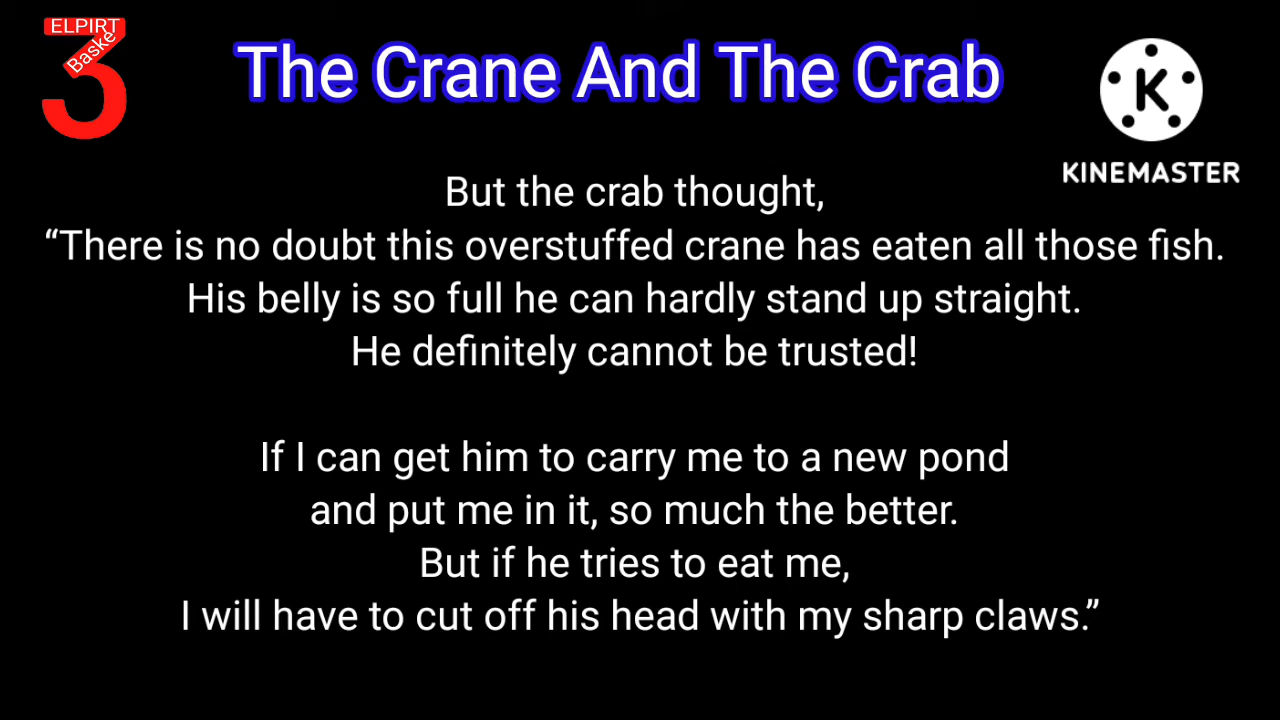 ELPIRT
Baske
3
The Crane And The Crab
K
KINEMASTER
But the crab thought,
“There is no doubt this overstuffed crane has eaten all those fish.
His belly is so full he can hardly stand up straight.
He definitely cannot be trusted!
If I can get him to carry me to a new pond
and put me in it, so much the better.
But if he tries to eat me,
I will have to cut off his head with my sharp claws.”